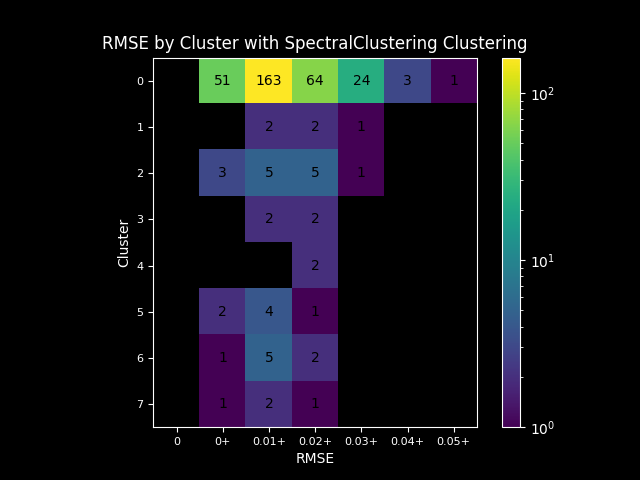 RMSE by Cluster with SpectralClustering Clustering
0 51 163 64 24 3 1
1 2 2 1
2 3 5 5 1
3 2 2
4 2
5 2 4 1
6 1 5 2
7 1 2 1
0 0+ 0.01+ 0.02+ 0.03+ 0.04+ 0.05+
RMSE
Cluster
10²
10¹
10⁰